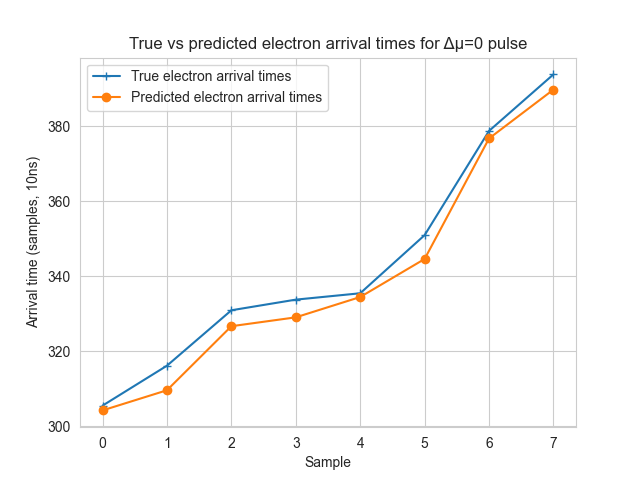 True vs predicted electron arrival times for Δμ=0 pulse
True electron arrival times
Predicted electron arrival times
Arrival time (samples, 10ns)
380
360
340
320
300
0 1 2 3 4 5 6 7
Sample